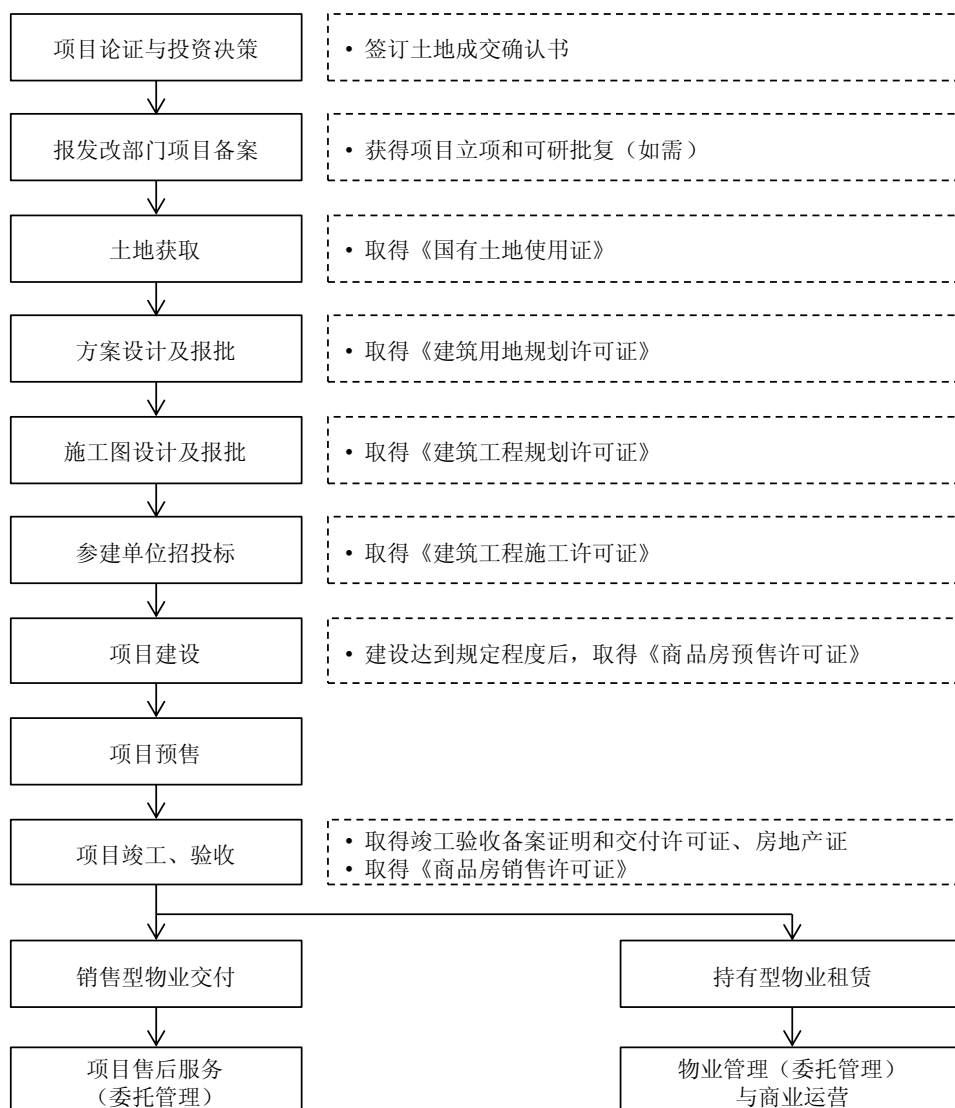 项目论证与投资决策
• 签订土地成交确认书
报发改部门项目备案
• 获得项目立项和可研批复（如需）
土地获取
• 取得《国有土地使用证》
方案设计及报批
• 取得《建筑用地规划许可证》
施工图设计及报批
• 取得《建筑工程规划许可证》
参建单位招投标
• 取得《建筑工程施工许可证》
项目建设
• 建设达到规定程度后，取得《商品房预售许可证》
项目预售
项目竣工、验收
• 取得竣工验收备案证明和交付许可证、房地产证
• 取得《商品房销售许可证》
销售型物业交付
持有型物业租赁
项目售后服务
（委托管理）
物业管理（委托管理）
与商业运营